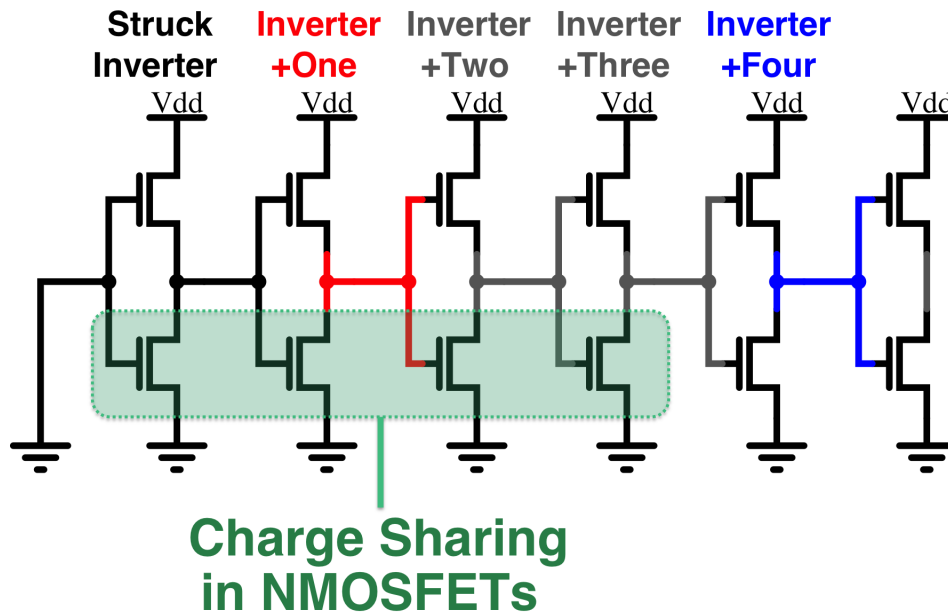 Struck
Inverter
Inverter
+One
Inverter
+Two
Inverter
+Three
Inverter
+Four
Vdd
Vdd
Vdd
Vdd
Vdd
Vdd
Charge Sharing
in NMOSFETs